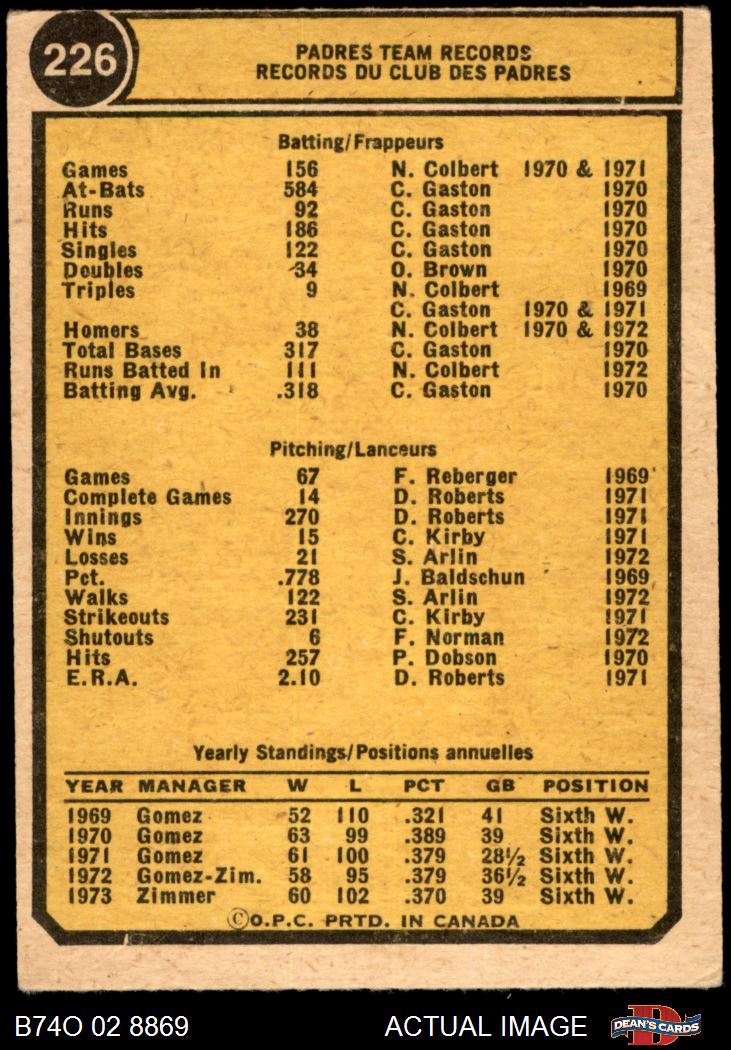 226
PADRES TEAM RECORDS
RECORDS DU CLUB DES PADRES
Batting/Frappeurs
Games 156 N. Colbert 1970 & 1971
At-Bats 584 C. Gaston 1970
Runs 92 C. Gaston 1970
Hits 186 C. Gaston 1970
Singles 122 C. Gaston 1970
Doubles 34 O. Brown 1970
Triples 9 N. Colbert 1969
C. Gaston 1970 & 1971
Homers 38 N. Colbert 1970 & 1972
Total Bases 317 C. Gaston 1970
Runs Batted In 111 N. Colbert 1972
Batting Avg. .318 C. Gaston 1970
Pitching/Lanceurs
Games 67 F. Reberger 1969
Complete Games 14 D. Roberts 1971
Innings 270 D. Roberts 1971
Wins 15 C. Kirby 1971
Losses 21 S. Arlin 1972
Pct. .778 J. Baldschun 1969
Walks 122 S. Arlin 1972
Strikeouts 231 C. Kirby 1971
Shutouts 6 F. Norman 1972
Hits 257 P. Dobson 1970
E.R.A. 2.10 D. Roberts 1971
Yearly Standings/Positions annuelles
YEAR MANAGER W L PCT GB POSITION
1969 Gomez 52 110 .321 41 Sixth W.
1970 Gomez 63 99 .389 39 Sixth W.
1971 Gomez 61 100 .379 28½ Sixth W.
1972 Gomez-Zim. 58 95 .379 36½ Sixth W.
1973 Zimmer 60 102 .370 39 Sixth W.
©O.P.C. PRTD. IN CANADA
B74O 02 8869 ACTUAL IMAGE D DEAN'S CARDS